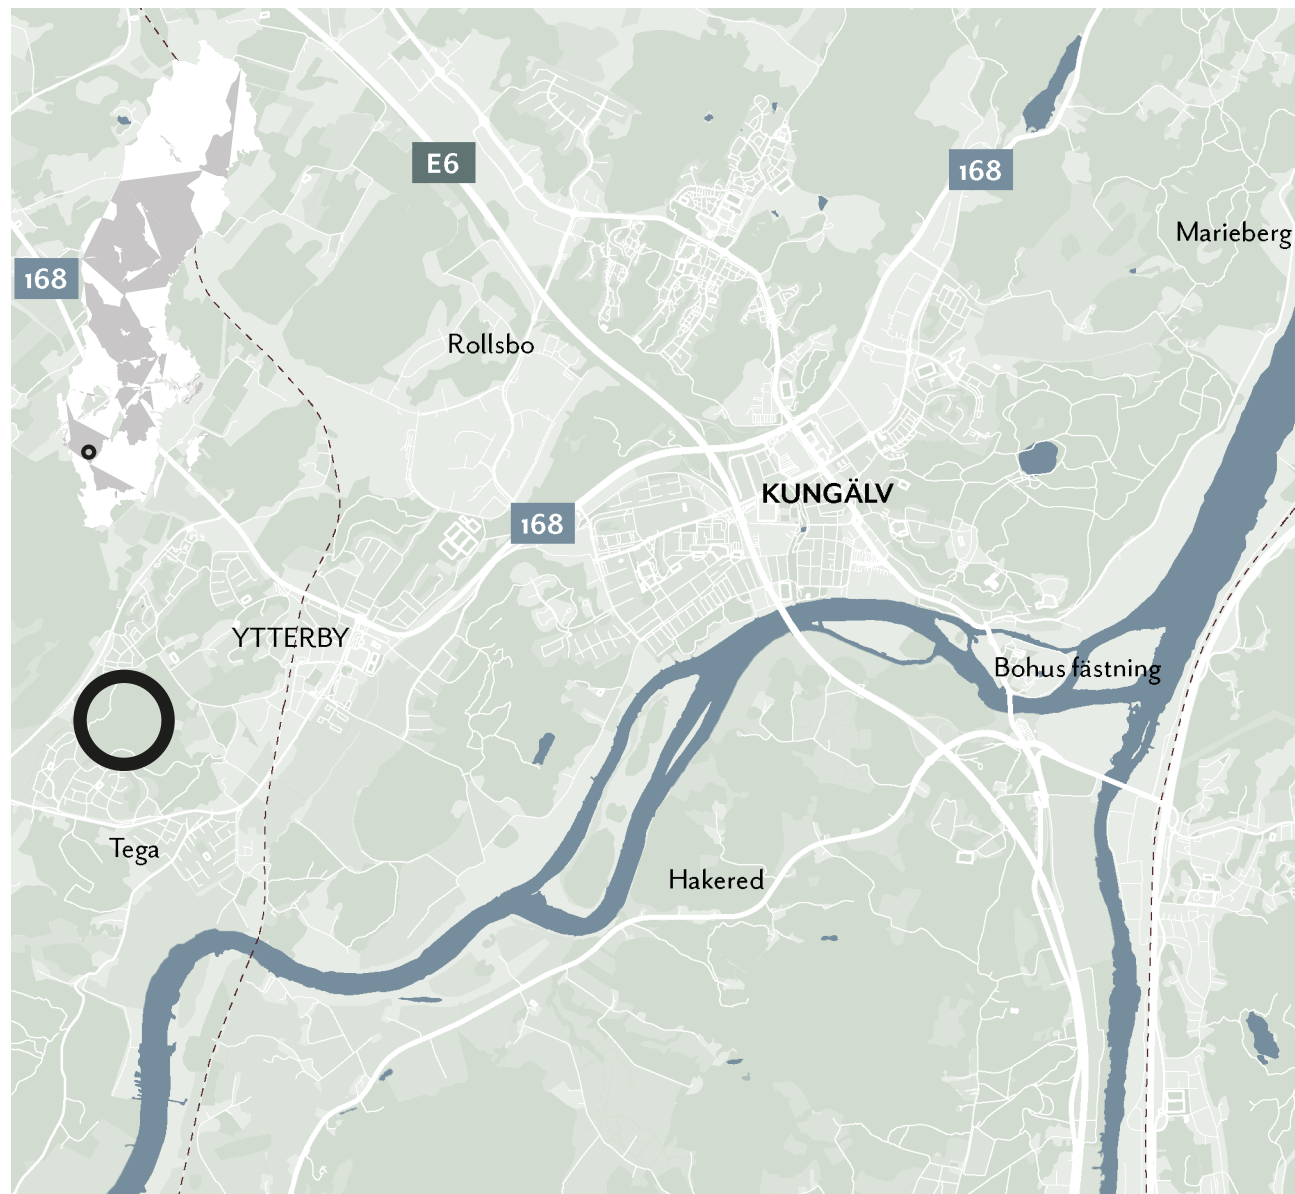 E6
168
Marieberg
168
Rollsbo
KUNGÄLV
168
YTTERBY
Bohus fästning
Tega
Hakered